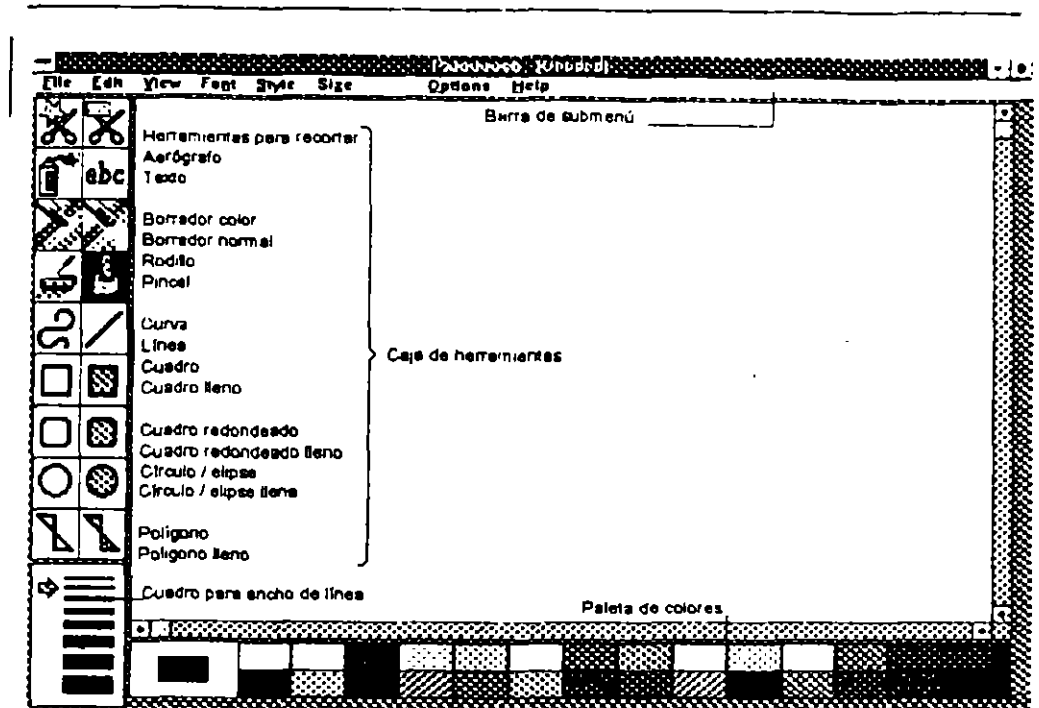 File Edit View Font Style Size Options Help
Barra de submenú
Herramientas para recortar
Aerógrafo
abc
Texto
Borrador color
Borrador normal
Rodillo
Pincel
Curva
Línea
Caja de herramientas
Cuadro
Cuadro lleno
Cuadro redondeado
Cuadro redondeado lleno
Círculo / elipse
Círculo / elipse llena
Polígono
Polígono lleno
Cuadro para ancho de línea
Paleta de colores